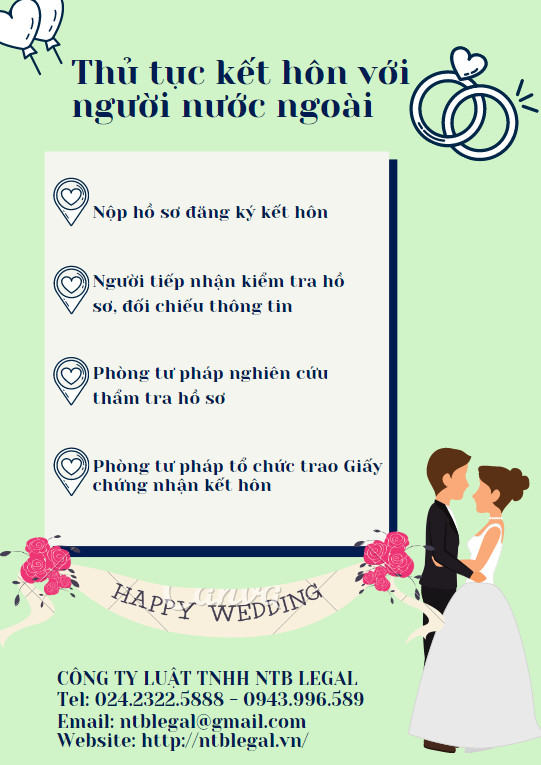 Thủ tục kết hôn với
người nước ngoài
Nộp hồ sơ đăng ký kết hôn
Người tiếp nhận kiểm tra hồ
sơ, đối chiếu thông tin
Phòng tư pháp nghiên cứu
thẩm tra hồ sơ
Phòng tư pháp tổ chức trao Giấy
chứng nhận kết hôn
Canva
HAPPY WEDDING
CÔNG TY LUẬT TNHH NTB LEGAL
Tel: 024.2322.5888 - 0943.996.589
Email: ntblegal@gmail.com
Website: http://ntblegal.vn/